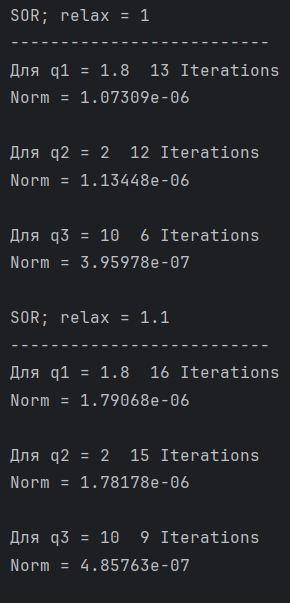 SOR; relax = 1
--------------------------
Для q1 = 1.8  13 Iterations
Norm = 1.07309e-06
Для q2 = 2  12 Iterations
Norm = 1.13448e-06
Для q3 = 10  6 Iterations
Norm = 3.95978e-07
SOR; relax = 1.1
--------------------------
Для q1 = 1.8  16 Iterations
Norm = 1.79068e-06
Для q2 = 2  15 Iterations
Norm = 1.78178e-06
Для q3 = 10  9 Iterations
Norm = 4.85763e-07